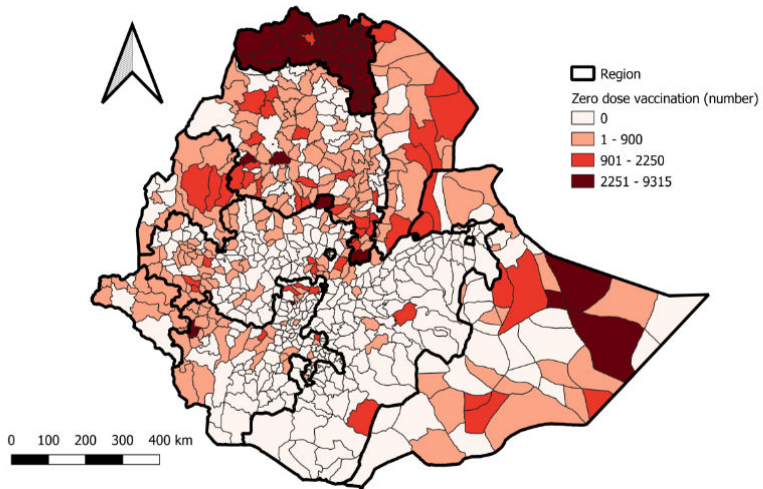 Region
Zero dose vaccination (number)
0
1 - 900
901 - 2250
2251 - 9315
0 100 200 300 400 km